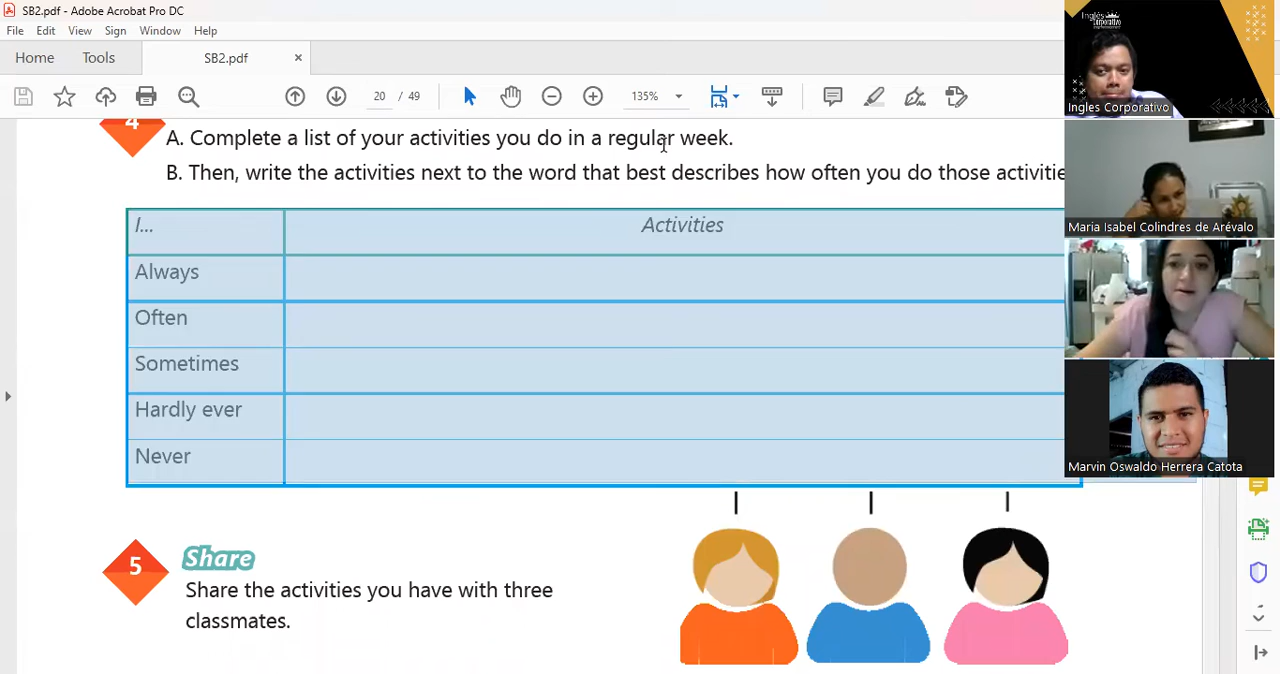 SB2.pdf - Adobe Acrobat Pro DC
File Edit View Sign Window Help
Home Tools SB2.pdf ×
20 / 49 135%
4
A. Complete a list of your activities you do in a regular week.
B. Then, write the activities next to the word that best describes how often you do those activitie
I... Activities
Always
Often
Sometimes
Hardly ever
Never
5 Share
Share the activities you have with three
classmates.
Inglés
Corporativo
Ingles Corporativo
Maria Isabel Colindres de Arévalo
Marvin Oswaldo Herrera Catota